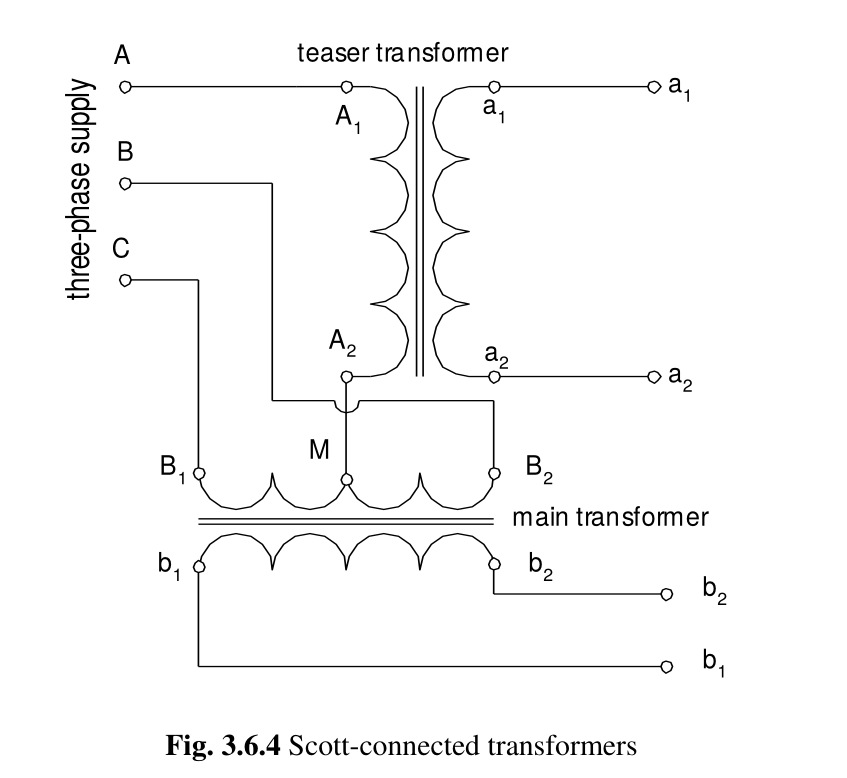 A
teaser transformer
three-phase supply
A₁
a₁
a₁
B
C
A₂
a₂
a₂
M
B₁
B₂
main transformer
b₁
b₂
b₂
b₁
Fig. 3.6.4 Scott-connected transformers